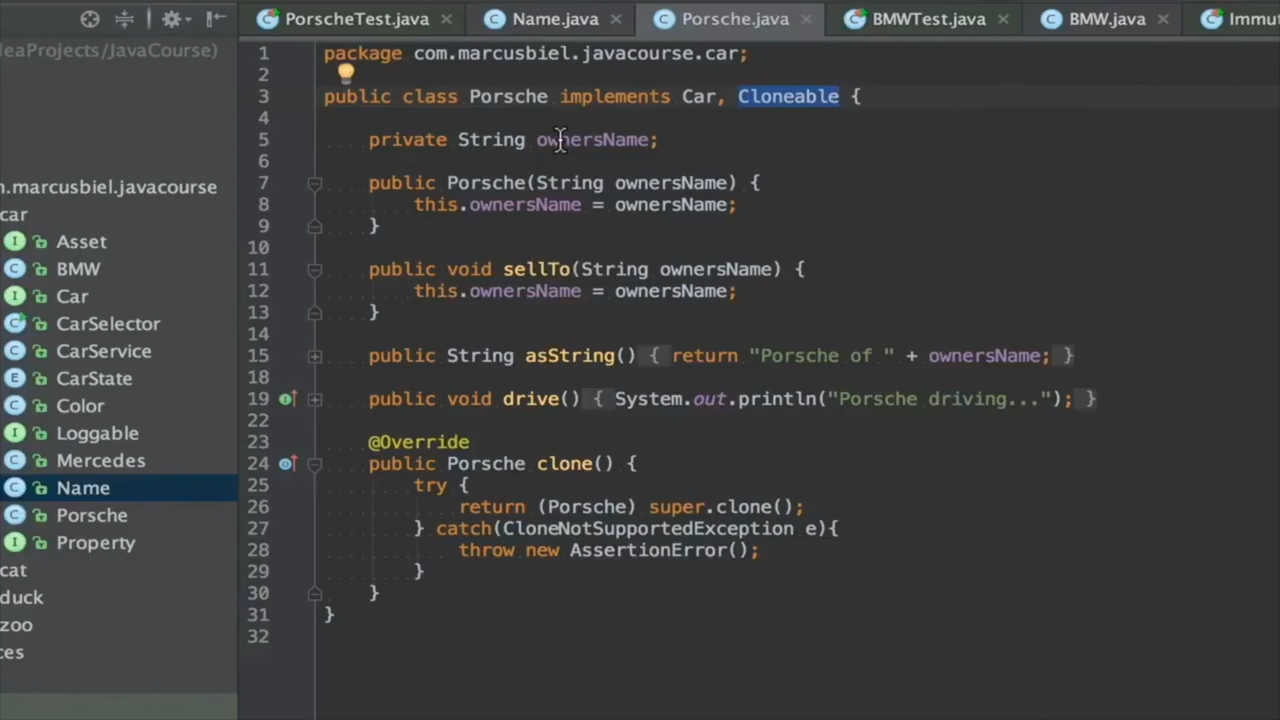 PorscheTest.java × Name.java × Porsche.java × BMWTest.java × BMW.java × Immut
deaProjects/JavaCourse)
n.marcusbiel.javacourse
car
I Asset
C BMW
I Car
C CarSelector
C CarService
E CarState
C Color
I Loggable
C Mercedes
C Name
C Porsche
I Property
cat
duck
zoo
ces
1 package com.marcusbiel.javacourse.car;
2
3 public class Porsche implements Car, Cloneable {
4
5 private String ownersName;
6
7 public Porsche(String ownersName) {
8 this.ownersName = ownersName;
9 }
10
11 public void sellTo(String ownersName) {
12 this.ownersName = ownersName;
13 }
14
15 public String asString() { return "Porsche of " + ownersName; }
18
19 public void drive() { System.out.println("Porsche driving..."); }
22
23 @Override
24 public Porsche clone() {
25 try {
26 return (Porsche) super.clone();
27 } catch(CloneNotSupportedException e){
28 throw new AssertionError();
29 }
30 }
31 }
32